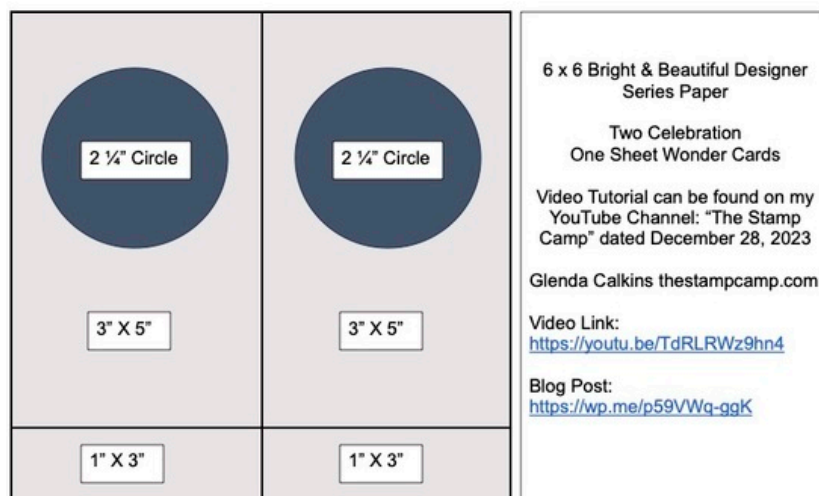 2 ¼” Circle
2 ¼” Circle
3” X 5”
3” X 5”
1” X 3”
1” X 3”
6 x 6 Bright & Beautiful Designer
Series Paper
Two Celebration
One Sheet Wonder Cards
Video Tutorial can be found on my
YouTube Channel: “The Stamp
Camp” dated December 28, 2023
Glenda Calkins thestampcamp.com
Video Link:
https://youtu.be/TdRLRWz9hn4
Blog Post:
https://wp.me/p59VWq-ggK